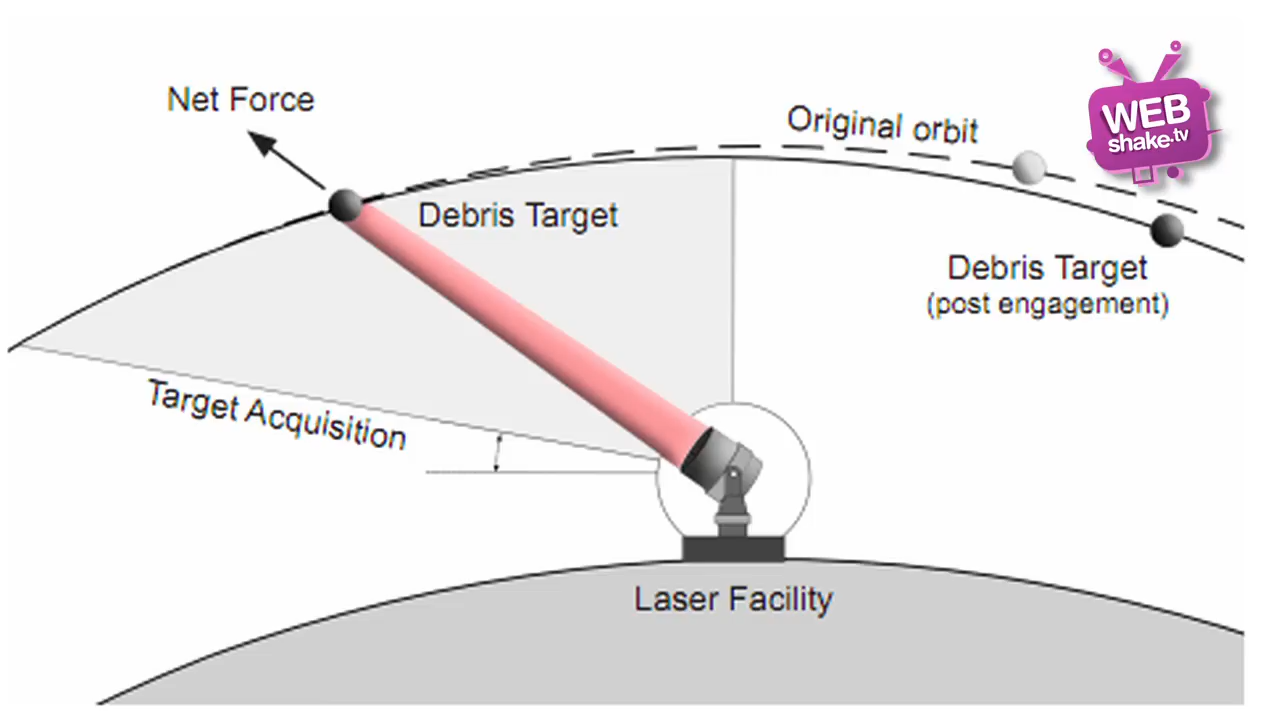 Net Force
Original orbit
WEB
shake.tv
Debris Target
Debris Target
(post engagement)
Target Acquisition
Laser Facility